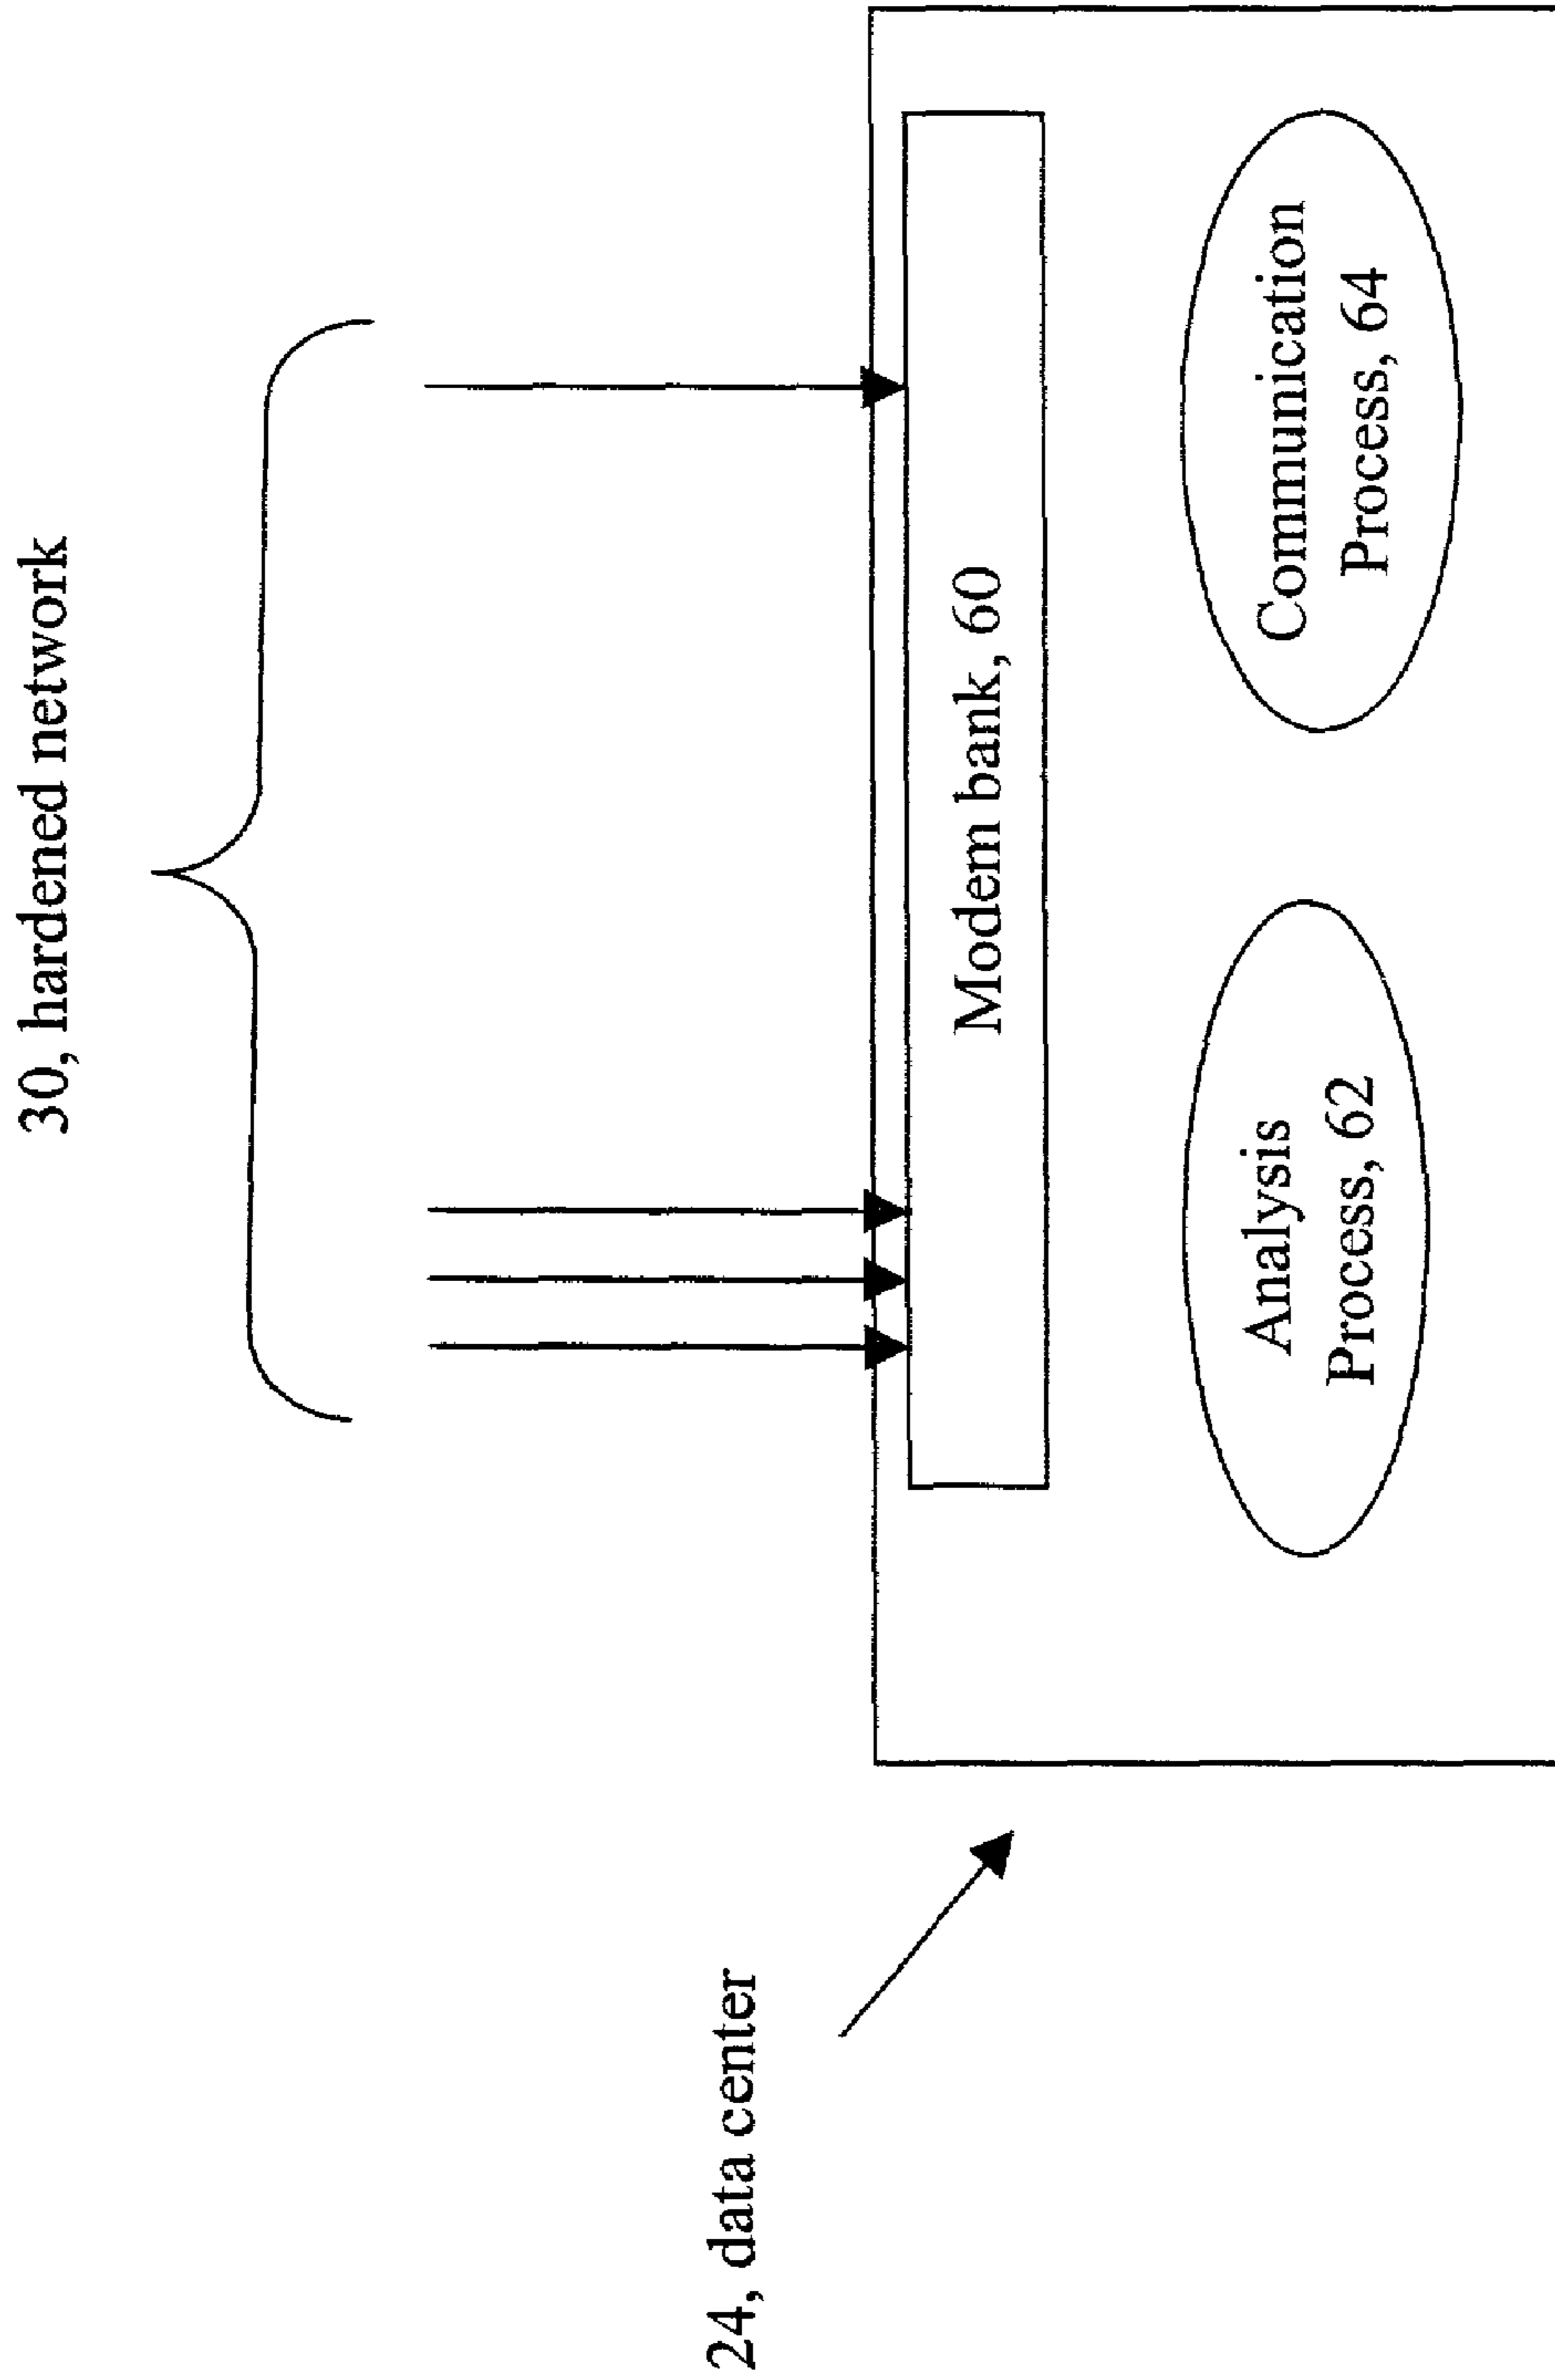 30, hardened network
24, data center
Modem bank, 60
Analysis
Process, 62
Communication
Process, 64